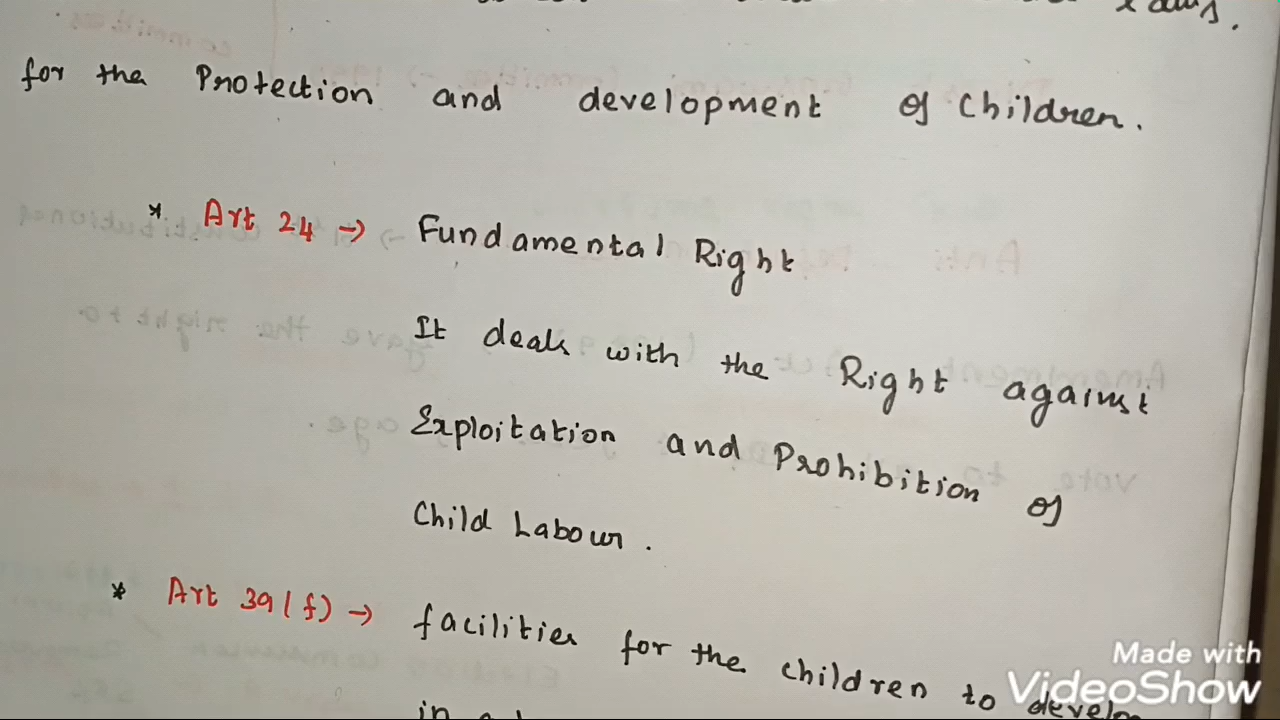 for the Protection and development of Children.
* Art 24 → Fundamental Right
It deals with the Right against
Exploitation and Prohibition of
Child Labour.
* Art 39(f) → facilities for the children to
Made with
VideoShow